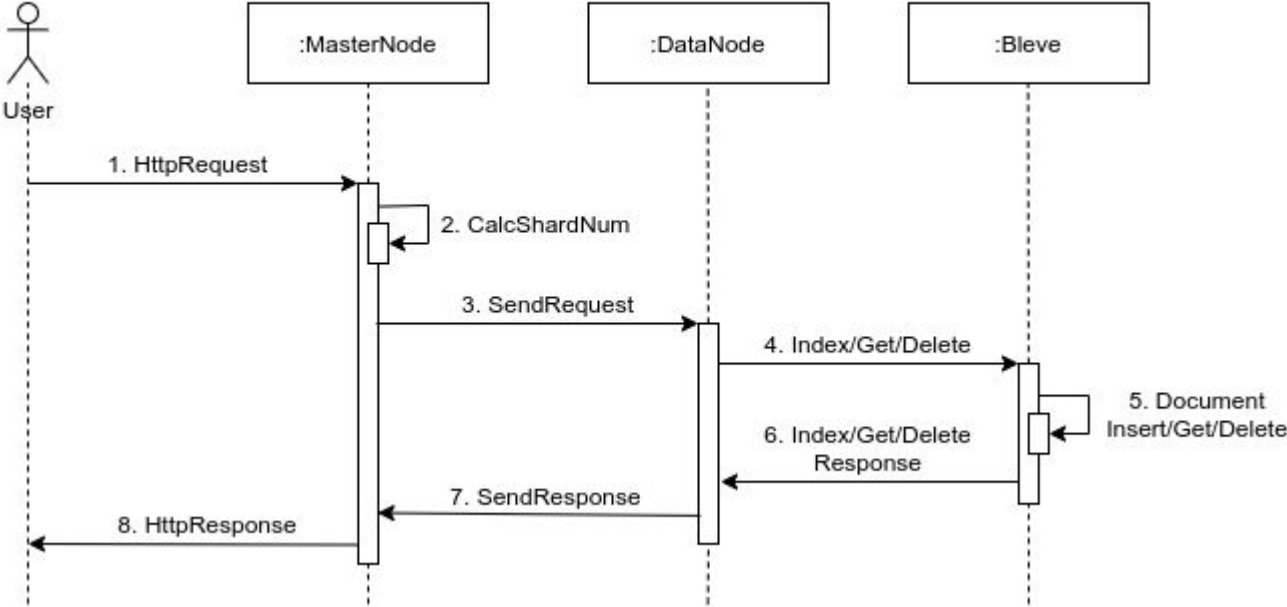 :MasterNode
:DataNode
:Bleve
User
1. HttpRequest
2. CalcShardNum
3. SendRequest
4. Index/Get/Delete
5. Document
Insert/Get/Delete
6. Index/Get/Delete
Response
7. SendResponse
8. HttpResponse